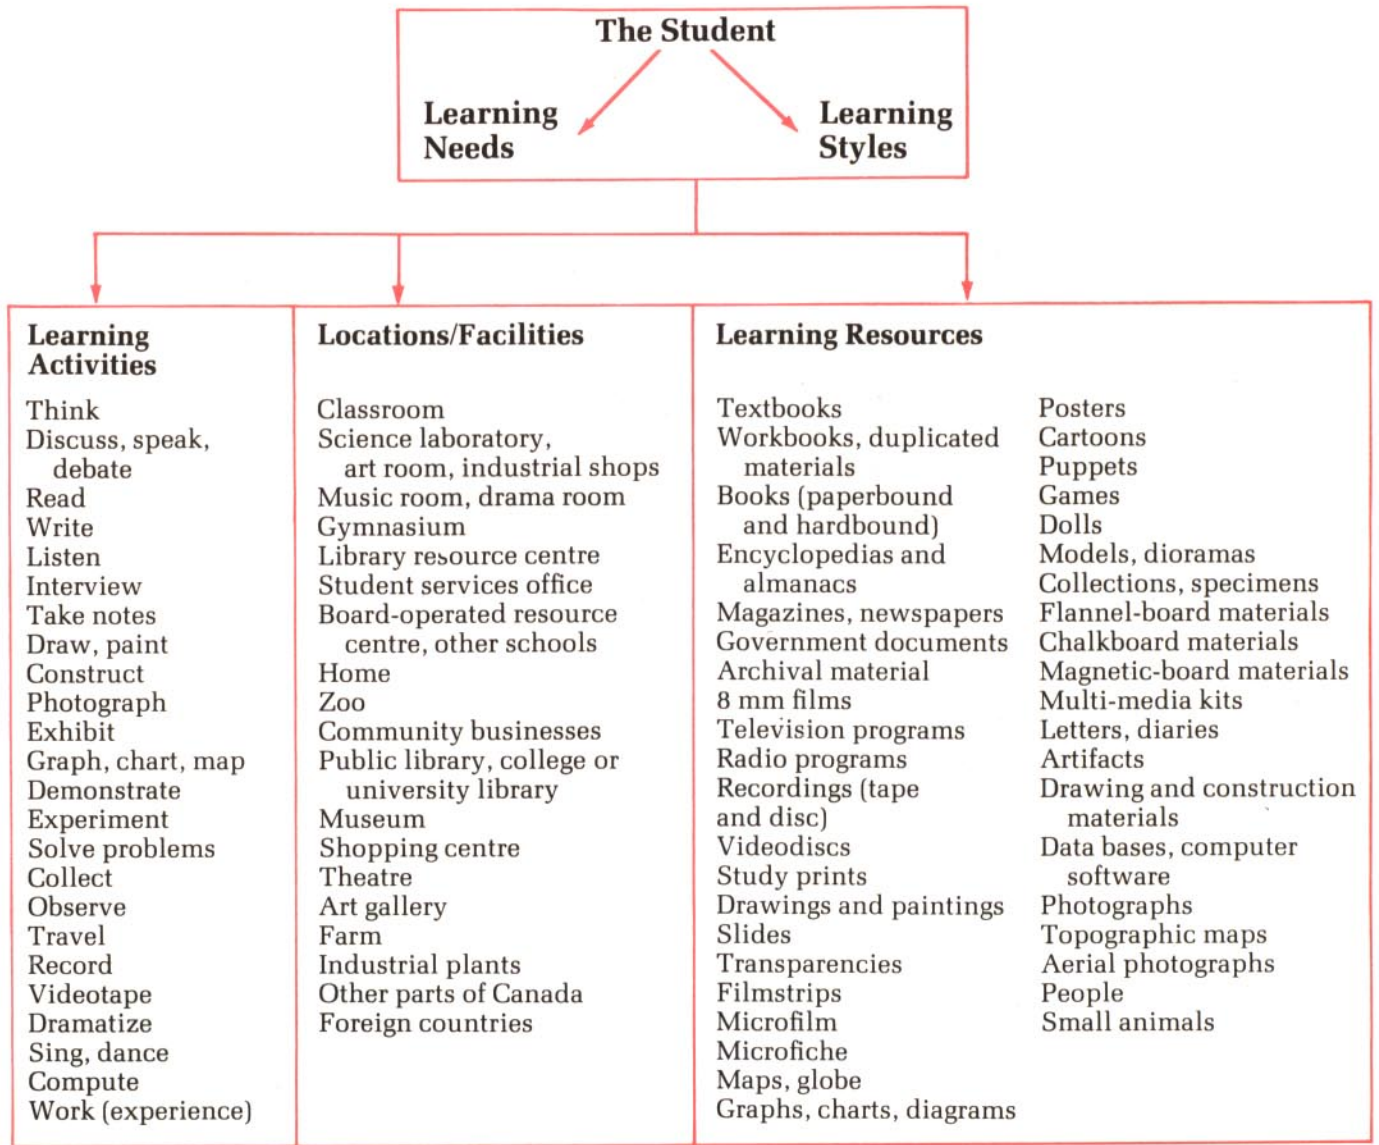 The Student
Learning
Needs
Learning
Styles
Learning
Activities
Think
Discuss, speak,
debate
Read
Write
Listen
Interview
Take notes
Draw, paint
Construct
Photograph
Exhibit
Graph, chart, map
Demonstrate
Experiment
Solve problems
Collect
Observe
Travel
Record
Videotape
Dramatize
Sing, dance
Compute
Work (experience)
Locations/Facilities
Classroom
Science laboratory,
art room, industrial shops
Music room, drama room
Gymnasium
Library resource centre
Student services office
Board-operated resource
centre, other schools
Home
Zoo
Community businesses
Public library, college or
university library
Museum
Shopping centre
Theatre
Art gallery
Farm
Industrial plants
Other parts of Canada
Foreign countries
Learning Resources
Textbooks
Workbooks, duplicated
materials
Books (paperbound
and hardbound)
Encyclopedias and
almanacs
Magazines, newspapers
Government documents
Archival material
8 mm films
Television programs
Radio programs
Recordings (tape
and disc)
Videodiscs
Study prints
Drawings and paintings
Slides
Transparencies
Filmstrips
Microfilm
Microfiche
Maps, globe
Graphs, charts, diagrams
Posters
Cartoons
Puppets
Games
Dolls
Models, dioramas
Collections, specimens
Flannel-board materials
Chalkboard materials
Magnetic-board materials
Multi-media kits
Letters, diaries
Artifacts
Drawing and construction
materials
Data bases, computer
software
Photographs
Topographic maps
Aerial photographs
People
Small animals